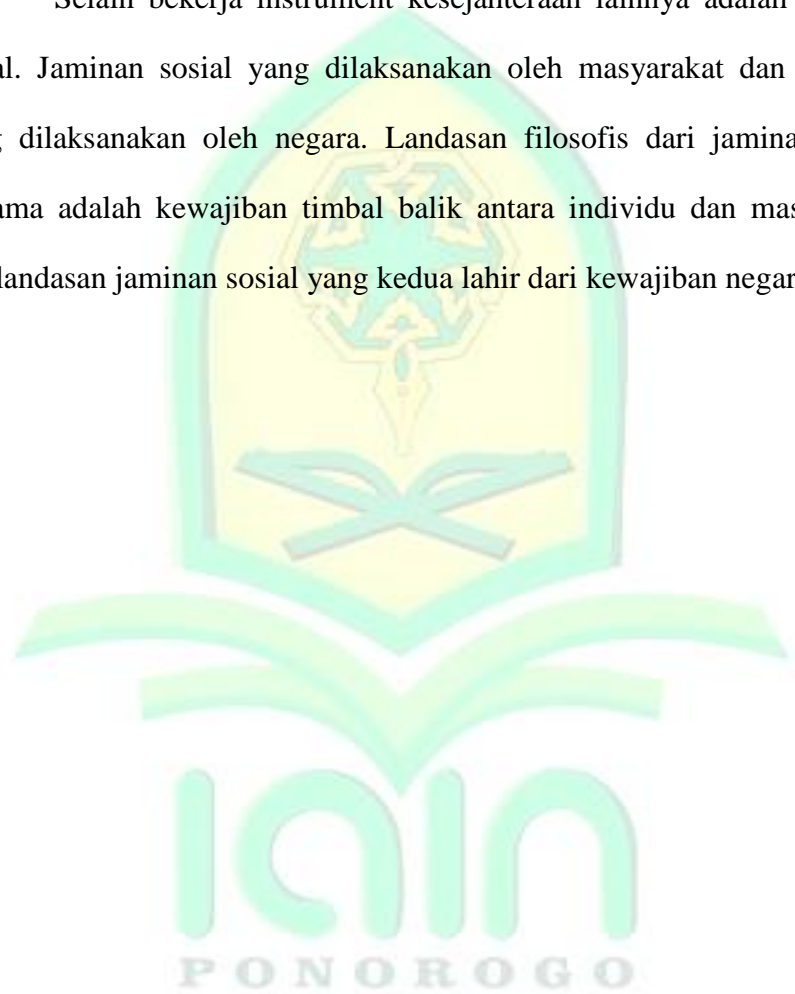 Selain bekerja instrument kesejahteraan lainnya adalah
al. Jaminan sosial yang dilaksanakan oleh masyarakat dan
g dilaksanakan oleh negara. Landasan filosofis dari jamina
ama adalah kewajiban timbal balik antara individu dan mas
landasan jaminan sosial yang kedua lahir dari kewajiban negar
iain
PONOROGO